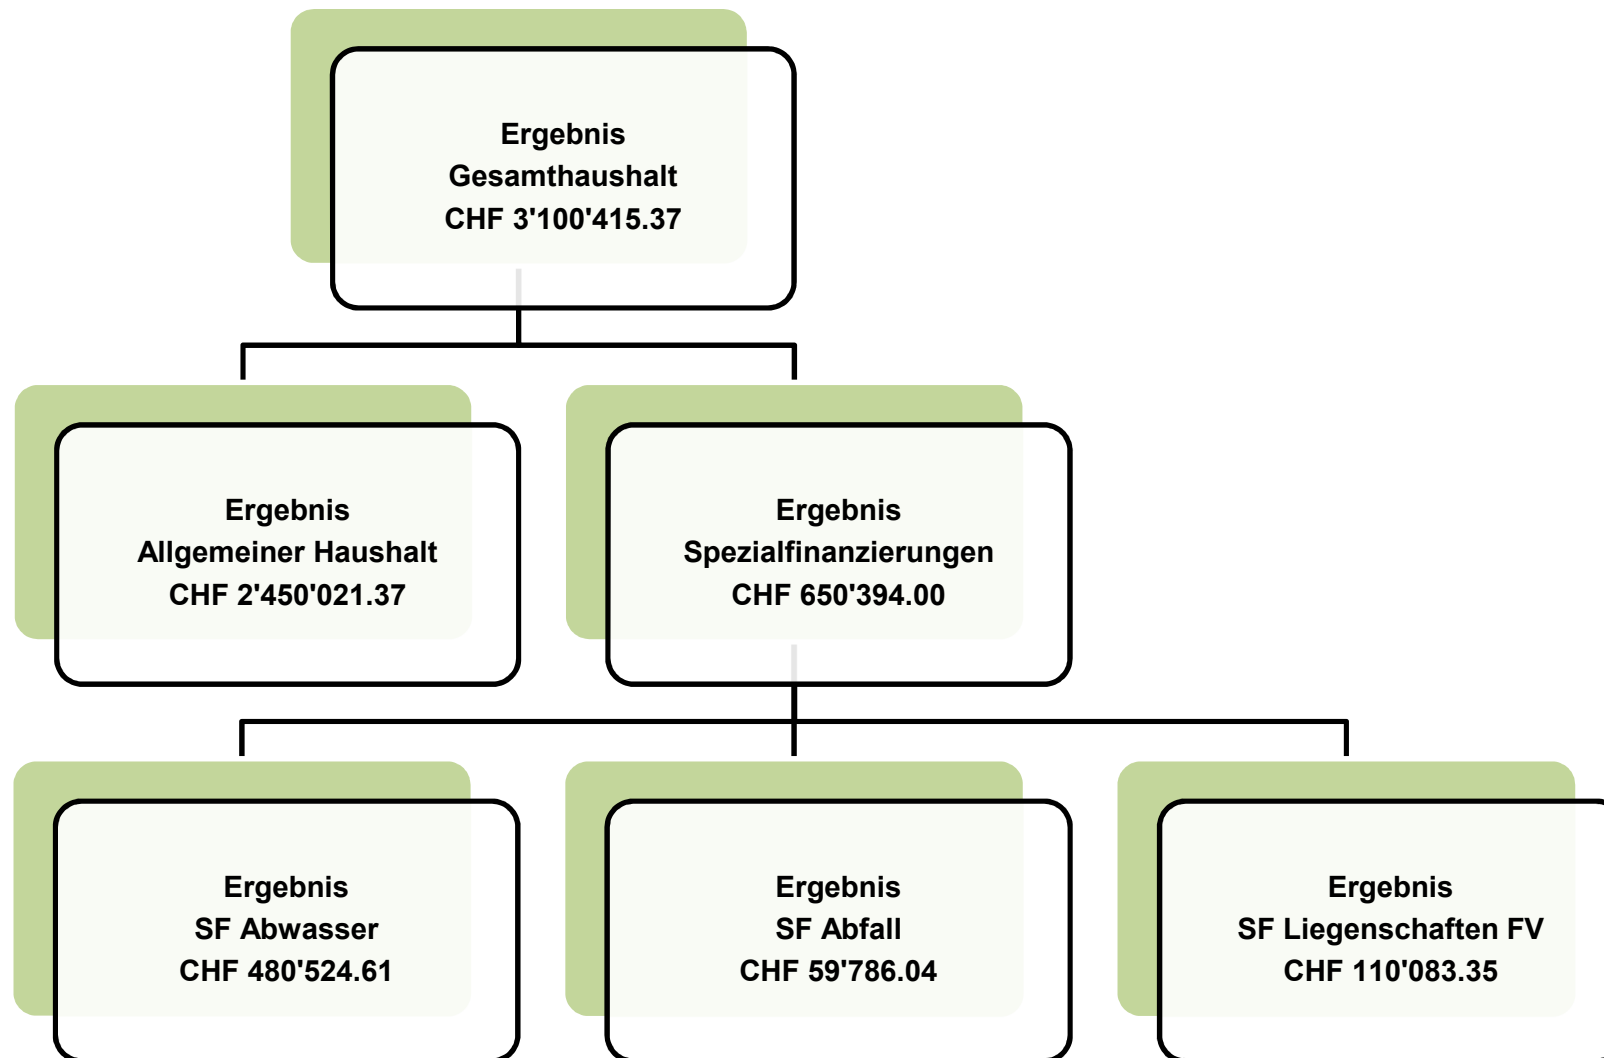 Ergebnis
Gesamthaushalt
CHF 3'100'415.37
Ergebnis
Allgemeiner Haushalt
CHF 2'450'021.37
Ergebnis
Spezialfinanzierungen
CHF 650'394.00
Ergebnis
SF Abwasser
CHF 480'524.61
Ergebnis
SF Abfall
CHF 59'786.04
Ergebnis
SF Liegenschaften FV
CHF 110'083.35